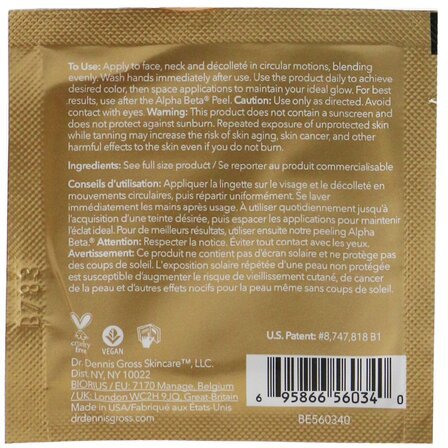 To Use: Apply to face, neck and décolleté in circular motions, blending
evenly. Wash hands immediately after use. Use the product daily to achieve
desired color, then space applications to maintain your ideal glow. For best
results, use after the Alpha Beta® Peel. Caution: Use only as directed. Avoid
contact with eyes. Warning: This product does not contain a sunscreen and
does not protect against sunburn. Repeated exposure of unprotected skin
while tanning may increase the risk of skin aging, skin cancer, and other
harmful effects to the skin even if you do not burn.
Ingredients: See full size product / Se reporter au produit commercialisable
Conseils d'utilisation: Appliquer la lingette sur le visage et le décolleté en
mouvements circulaires, puis répartir uniformément. Se laver
immédiatement les mains après usage. À utiliser quotidiennement jusqu'à
l'acquisition d'une teinte désirée, puis espacer les applications pour maintenir
l'éclat idéal. Pour de meilleurs résultats, utiliser ensuite notre peeling Alpha
Beta.® Attention: Respecter la notice. Éviter tout contact avec les yeux.
Avertissement: Ce produit ne contient pas d'écran solaire et ne protège pas
des coups de soleil. L'exposition solaire répétée d'une peau non protégée
est susceptible d'augmenter le risque de vieillissement cutané, de cancer
de la peau et d'autres effets nocifs pour la peau même sans coups de soleil.
cruelty
free
VEGAN
U.S. Patent: #8,747,818 B1
Dr. Dennis Gross Skincare™, LLC.
Dist. NY, NY 10022
BIORIUS / EU: 7170 Manage, Belgium
/ UK: London WC2H 9JQ, Great-Britain
Made in USA/Fabriqué aux États-Unis
drdennisgross.com
6 95866 56034 0
BE560340